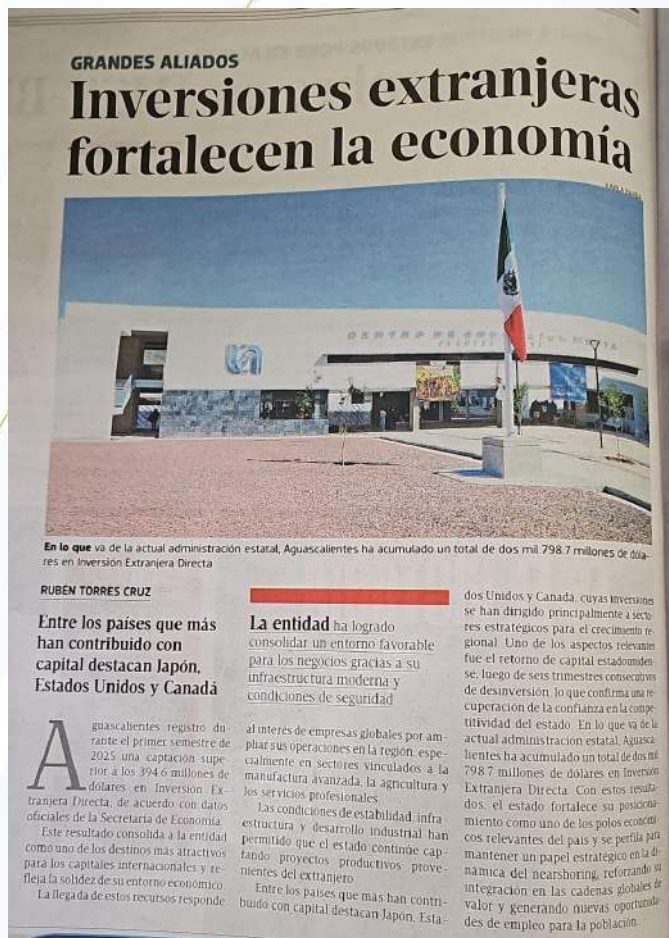 GRANDES ALIADOS
Inversiones extranjeras
fortalecen la economía
En lo que va de la actual administración estatal, Aguascalientes ha acumulado un total de dos mil 798.7 millones de dóla-
res en Inversión Extranjera Directa
RUBÉN TORRES CRUZ
Entre los países que más
han contribuido con
capital destacan Japón,
Estados Unidos y Canadá
La entidad ha logrado
consolidar un entorno favorable
para los negocios gracias a su
infraestructura moderna y
condiciones de seguridad
Aguascalientes registró du-
rante el primer semestre de
2025 una captación supe-
rior a los 394.6 millones de
dólares en Inversión Ex-
tranjera Directa, de acuerdo con datos
oficiales de la Secretaría de Economía.
Este resultado consolida a la entidad
como uno de los destinos más atractivos
para los capitales internacionales y re-
fleja la solidez de su entorno económico.
La llegada de estos recursos responde
al interés de empresas globales por am-
pliar sus operaciones en la región, espe-
cialmente en sectores vinculados a la
manufactura avanzada, la agricultura y
los servicios profesionales.
Las condiciones de estabilidad, infra-
estructura y desarrollo industrial han
permitido que el estado continúe cap-
tando proyectos productivos prove-
nientes del extranjero.
Entre los países que más han contri-
buido con capital destacan Japón, Esta-
dos Unidos y Canadá, cuyas inversiones
se han dirigido principalmente a secto-
res estratégicos para el crecimiento re-
gional. Uno de los aspectos relevantes
fue el retorno de capital estadouniden-
se, luego de seis trimestres consecutivos
de desinversión, lo que confirma una re-
cuperación de la confianza en la compe-
titividad del estado. En lo que va de la
actual administración estatal, Aguasca-
lientes ha acumulado un total de dos mil
798.7 millones de dólares en Inversión
Extranjera Directa. Con estos resulta-
dos, el estado fortalece su posiciona-
miento como uno de los polos económi-
cos relevantes del país y se perfila para
mantener un papel estratégico en la di-
námica del nearshoring, reforzando su
integración en las cadenas globales de
valor y generando nuevas oportunida-
des de empleo para la población.